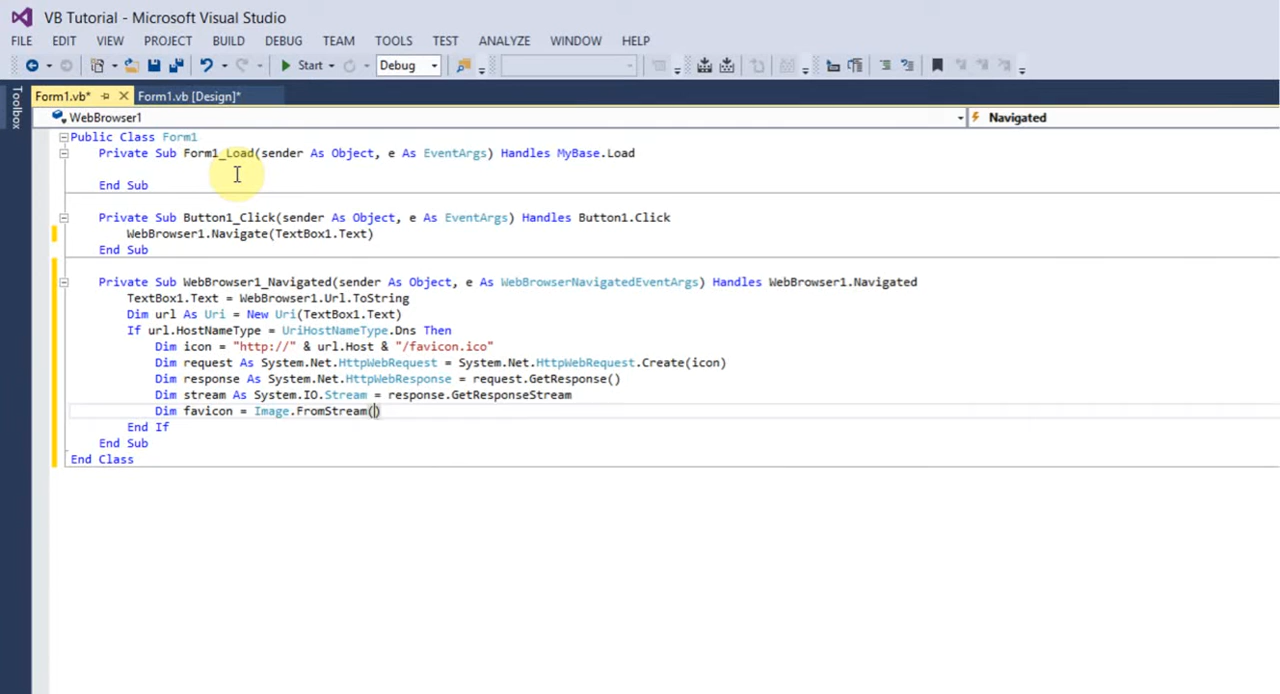 VB Tutorial - Microsoft Visual Studio
FILE EDIT VIEW PROJECT BUILD DEBUG TEAM TOOLS TEST ANALYZE WINDOW HELP
Start Debug
Toolbox
Form1.vb* Form1.vb [Design]*
WebBrowser1 Navigated
Public Class Form1
Private Sub Form1_Load(sender As Object, e As EventArgs) Handles MyBase.Load
End Sub
Private Sub Button1_Click(sender As Object, e As EventArgs) Handles Button1.Click
WebBrowser1.Navigate(TextBox1.Text)
End Sub
Private Sub WebBrowser1_Navigated(sender As Object, e As WebBrowserNavigatedEventArgs) Handles WebBrowser1.Navigated
TextBox1.Text = WebBrowser1.Url.ToString
Dim url As Uri = New Uri(TextBox1.Text)
If url.HostNameType = UriHostNameType.Dns Then
Dim icon = "http://" & url.Host & "/favicon.ico"
Dim request As System.Net.HttpWebRequest = System.Net.HttpWebRequest.Create(icon)
Dim response As System.Net.HttpWebResponse = request.GetResponse()
Dim stream As System.IO.Stream = response.GetResponseStream
Dim favicon = Image.FromStream()
End If
End Sub
End Class